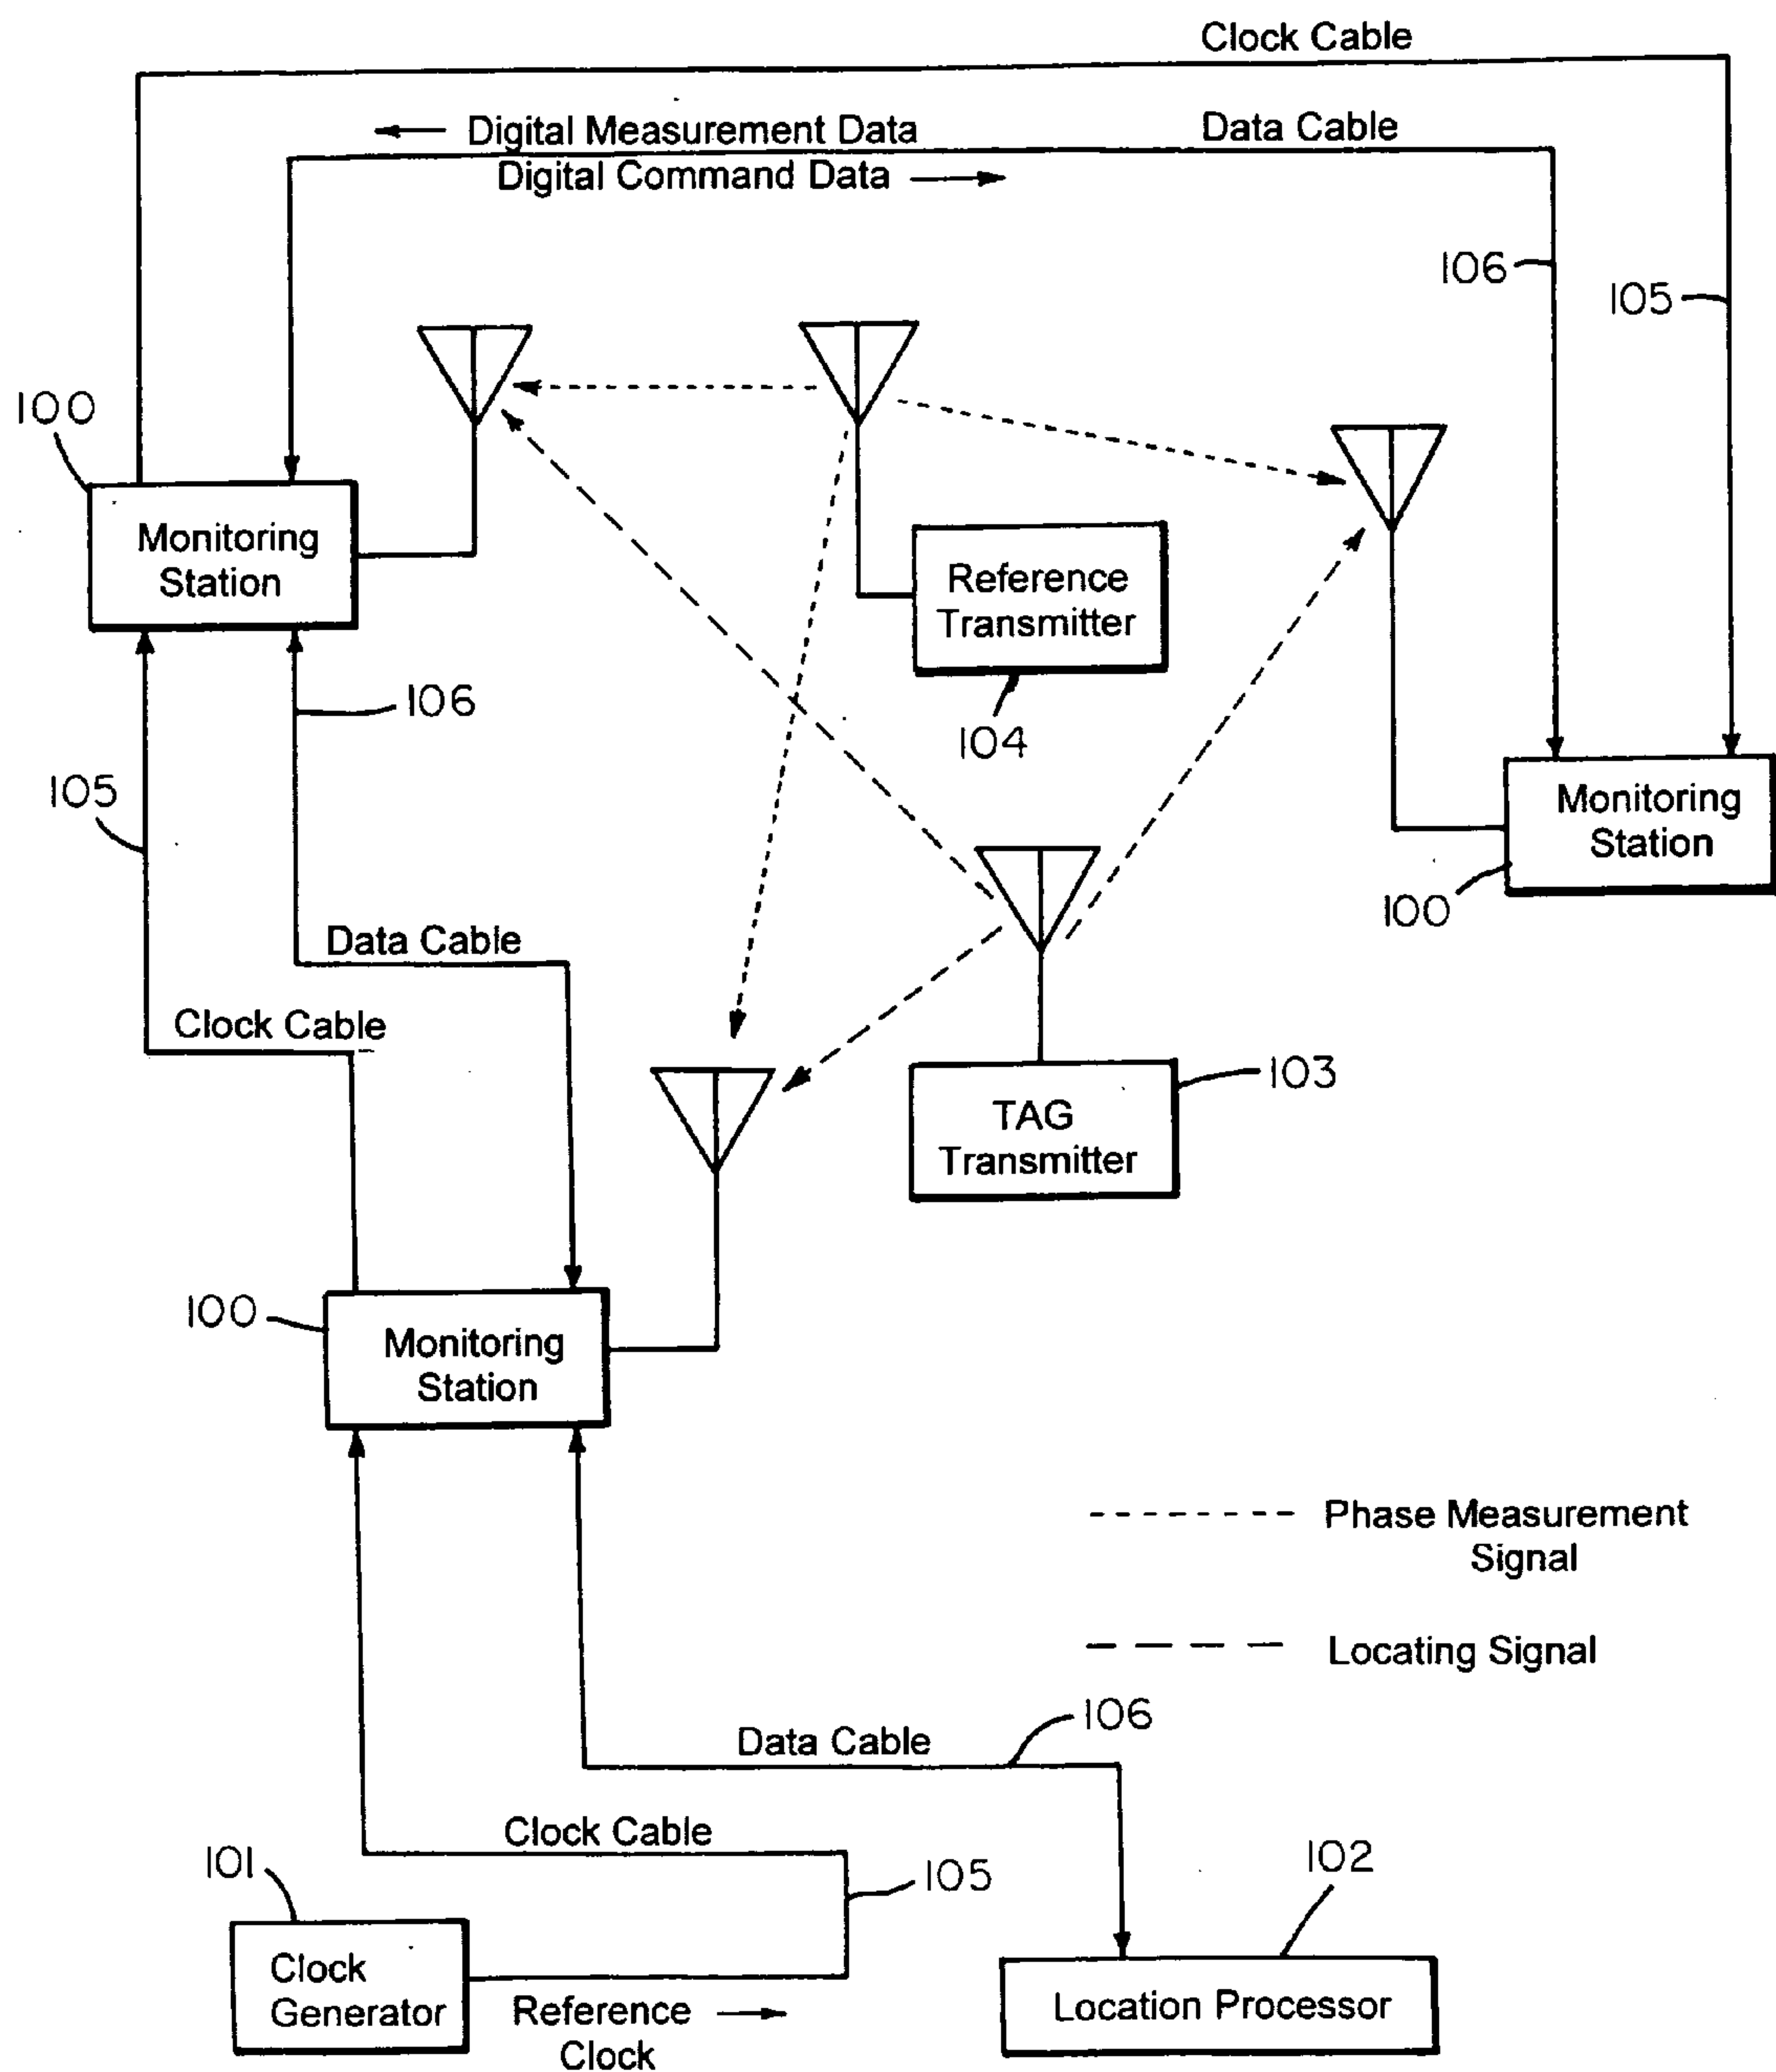 Clock Cable
Digital Measurement Data
Data Cable
Digital Command Data
106
105
100
Monitoring
Station
Reference
Transmitter
106
104
105
Monitoring
Station
100
Data Cable
Clock Cable
103
TAG
Transmitter
100
Monitoring
Station
Phase Measurement
Signal
Locating Signal
106
Data Cable
Clock Cable
101
105
102
Clock
Generator
Reference
Clock
Location Processor